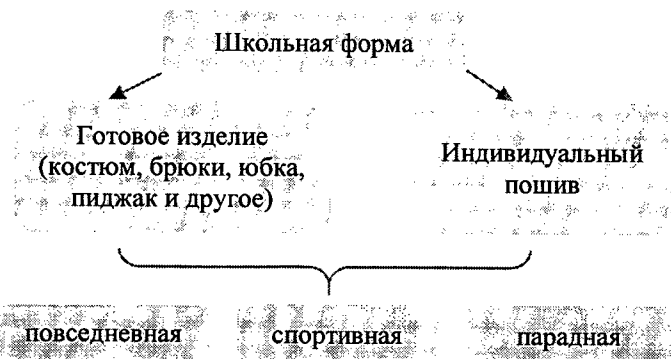 Школьная форма
Готовое изделие
(костюм, брюки, юбка,
пиджак и другое)
Индивидуальный
пошив
повседневная
спортивная
парадная